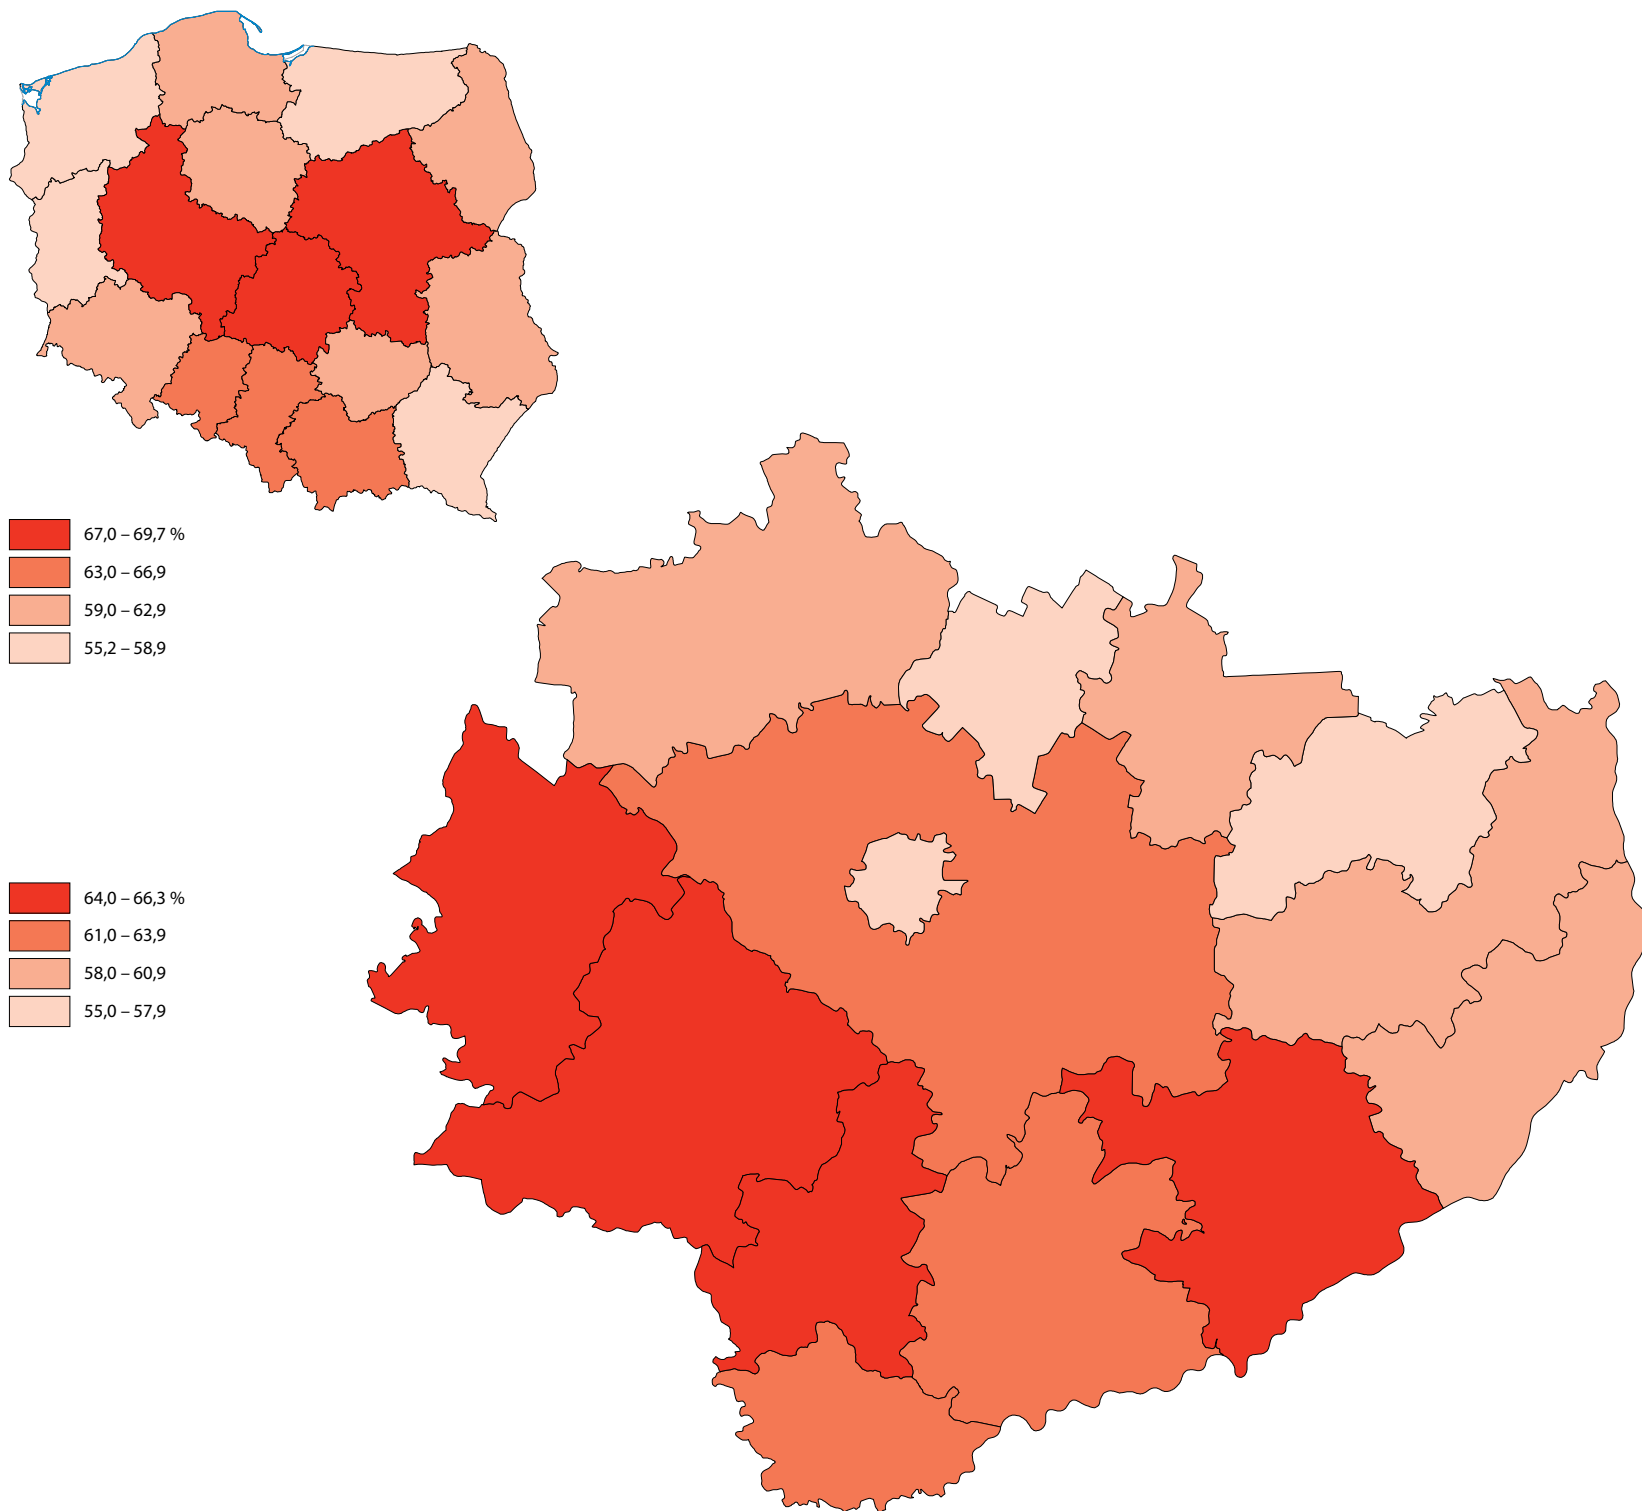 67,0 – 69,7 %
63,0 – 66,9
59,0 – 62,9
55,2 – 58,9
64,0 – 66,3 %
61,0 – 63,9
58,0 – 60,9
55,0 – 57,9